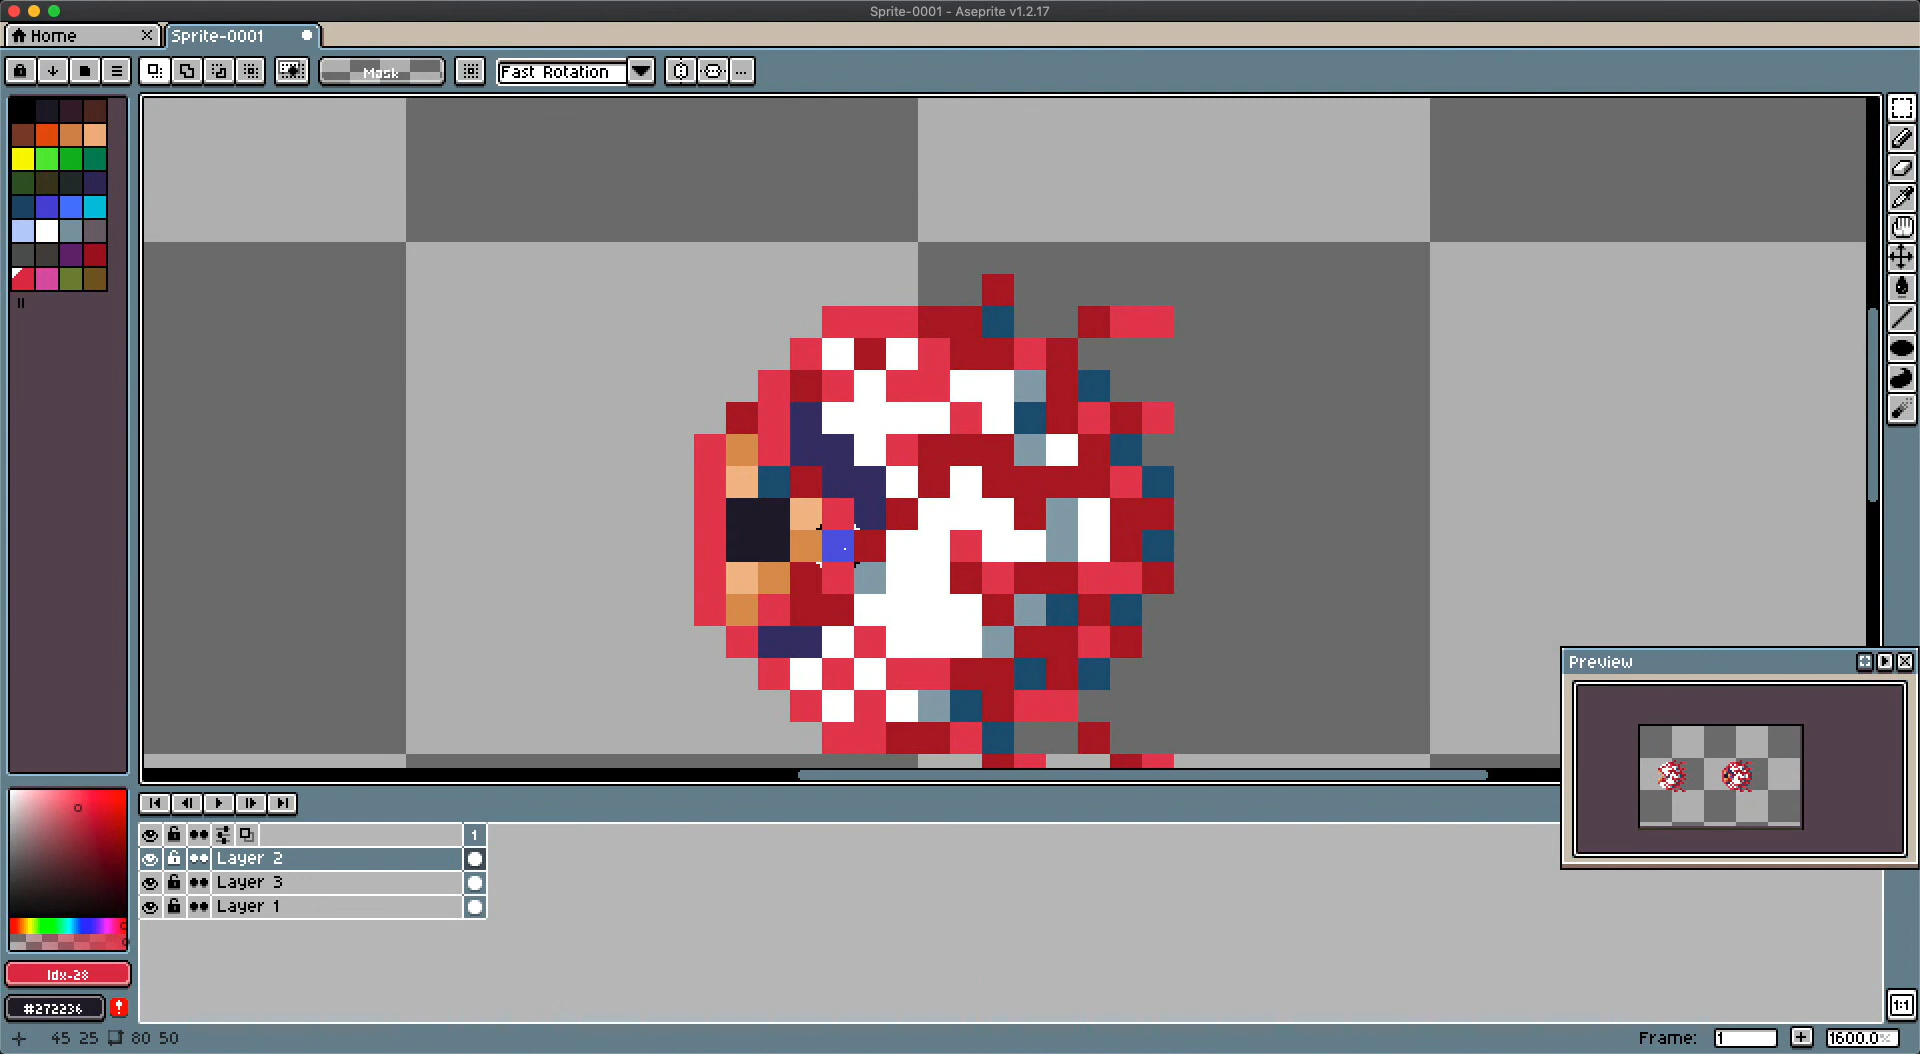 Sprite-0001 - Aseprite v1.2.17
Home
Sprite-0001
Mask
Fast Rotation
Preview
1
Layer 2
Layer 3
Layer 1
Idx-28
#272236
1:1
45 25 80 50
Frame: 1
1600.0%